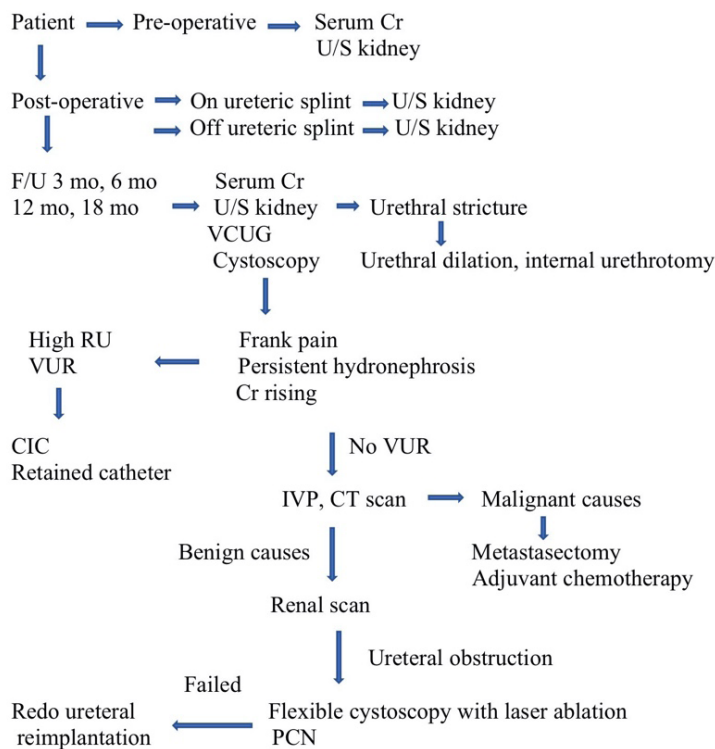 Patient Pre-operative Serum Cr
U/S kidney
Post-operative On ureteric splint U/S kidney
Off ureteric splint U/S kidney
F/U 3 mo, 6 mo Serum Cr
12 mo, 18 mo U/S kidney Urethral stricture
VCUG
Cystoscopy Urethral dilation, internal urethrotomy
High RU Frank pain
VUR Persistent hydronephrosis
Cr rising
No VUR
CIC
Retained catheter
IVP, CT scan Malignant causes
Benign causes Metastasectomy
Adjuvant chemotherapy
Renal scan
Ureteral obstruction
Failed
Redo ureteral Flexible cystoscopy with laser ablation
reimplantation PCN